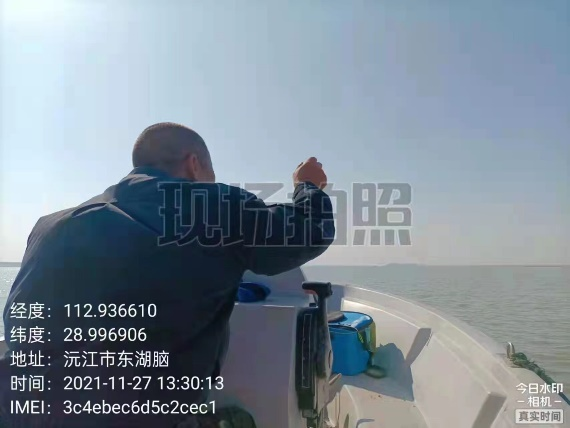 现场拍照
经度：112.936610
纬度：28.996906
地址：沅江市东湖脑
时间：2021-11-27 13:30:13
IMEI：3c4ebec6d5c2cec1
今日水印
-相机-
真实时间